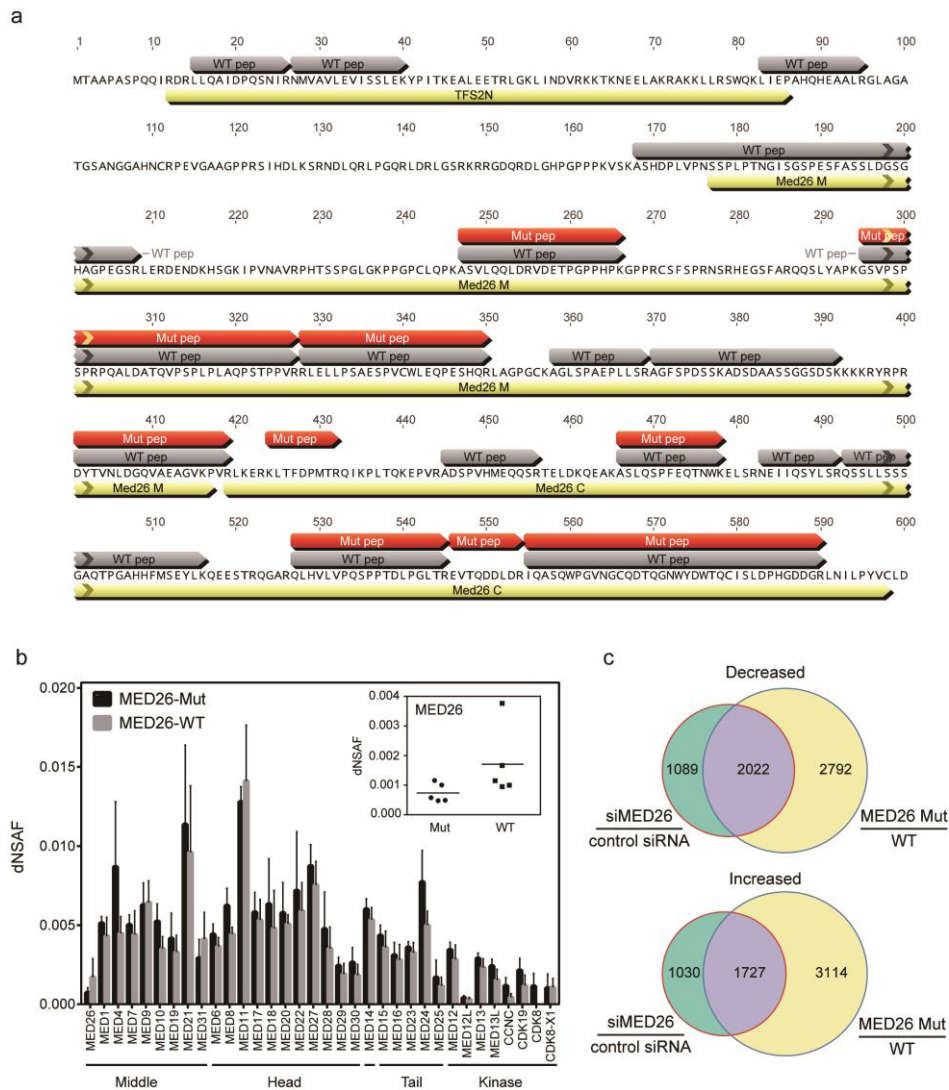 a
1 10 20 30 40 50 60 70 80 90 100
WT pep WT pep WT pep
MTAAPASPQQIRDRLLQAIDPQSNIRNMVAVLEVISSLEKYPITKEALEETRLGKLINDVRKKTKNEELAKRAKKLLRSWQKLIEPAHQHEAALRGLAGA
TFS2N
110 120 130 140 150 160 170 180 190 200
WT pep
TGSANGGAHNCRPEVGAAGPPRSIHDLKSRNDLQRLPGQRLDRLGSRKRRGDQRDLGHPGPPPKVSKASHDPLVPNSSPLPTNGISGSPESFASSLDGSG
Med26 M
210 220 230 240 250 260 270 280 290 300
Mut pep Mut pep
WT pep WT pep WT pep
HAGPEGSRLERDENDKHSGKIPVNAVRPHTSSPGLGKPPGPCLQPKASVLQQLDRVDETPGPPHPKGPPRCSFSPRNSRHEGSFARQQSLYAPKGSVPSP
Med26 M
310 320 330 340 350 360 370 380 390 400
Mut pep Mut pep
WT pep WT pep WT pep WT pep
SPRPQALDATQVPSPLPLAQPSTPPVRRLELLPSAESPVCWLEQPESHQRLAGPGCKAGLSPAEPLLSRAGFSPDSSKADSDAASSGGSDSKKKKRYRPR
Med26 M
410 420 430 440 450 460 470 480 490 500
Mut pep Mut pep Mut pep
WT pep WT pep WT pep WT pep WT pep
DYTVNLDGQVAEAGVKPVRLKERKLTFDPMTRQIKPLTQKEPVRADSPVHMEQQSRTELDKQEAKASLQSPFEQTNWKELSRNEIIQSYLSRQSSLLSSS
Med26 M Med26 C
510 520 530 540 550 560 570 580 590 600
Mut pep Mut pep Mut pep
WT pep WT pep WT pep
GAQTPGAHHFMSEYLKQEESTRQGARQLHVLVPQSPPTDLPGLTREVTQDDLDRIQASQWPGVNGCQDTQGNWYDWTQCISLDPHGDDGRLNILPYVCLD
Med26 C
b
dNSAF
0.020
0.015
0.010
0.005
0.000
MED26-Mut
MED26-WT
dNSAF
0.004
0.003
0.002
0.001
0.000
MED26
Mut WT
MED26 MED1 MED4 MED7 MED9 MED10 MED19 MED21 MED31 MED6 MED8 MED11 MED17 MED18 MED20 MED22 MED27 MED28 MED29 MED30 MED14 MED15 MED16 MED23 MED24 MED25 MED12 MED12L MED13 MED13L CCNC CDK19 CDK8 CDK8-X1
Middle Head Tail Kinase
c
Decreased
1089 2022 2792
siMED26
control siRNA
MED26 Mut
WT
Increased
1030 1727 3114
siMED26
control siRNA
MED26 Mut
WT